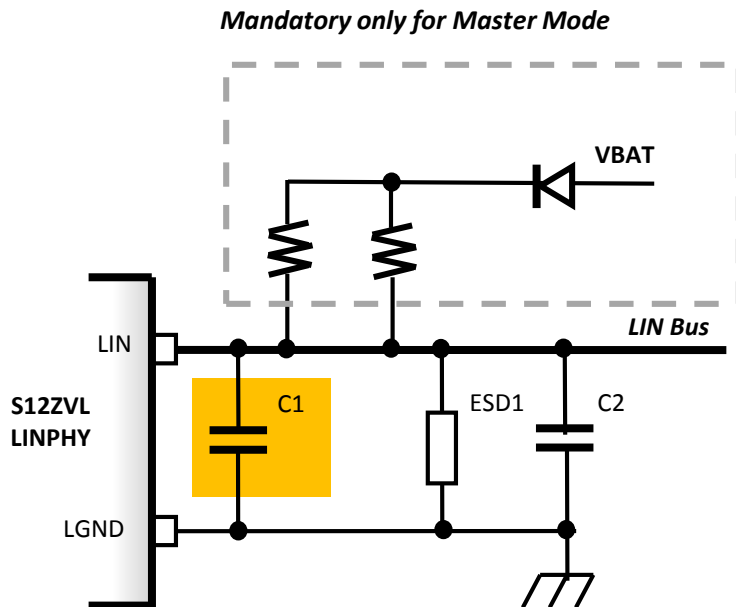 Mandatory only for Master Mode
VBAT
LIN Bus
LIN
C1
ESD1
C2
S12ZVL
LINPHY
LGND